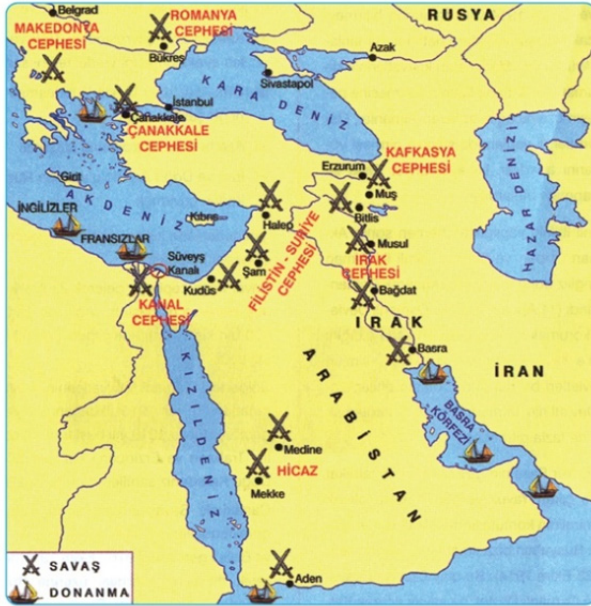 Belgrad
ROMANYA
CEPHESİ
RUSYA
MAKEDONYA
CEPHESİ
Bükreş
Azak
Sivastapol
KARA DENİZ
İstanbul
Çanakkale
ÇANAKKALE
CEPHESİ
KAFKASYA
CEPHESİ
Erzurum
Muş
Bitlis
HAZAR DENİZİ
Girit
AKDENİZ
İNGİLİZLER
FRANSIZLAR
Kıbrıs
Halep
Musul
Süveyş
Kanalı
Şam
Kudüs
FİLİSTİN - SURİYE
CEPHESİ
IRAK
CEPHESİ
Bağdat
KANAL
CEPHESİ
IRAK
Basra
İRAN
KIZILDENİZ
ARABİSTAN
BASRA
KÖRFEZİ
Medine
HİCAZ
Mekke
Aden
SAVAŞ
DONANMA